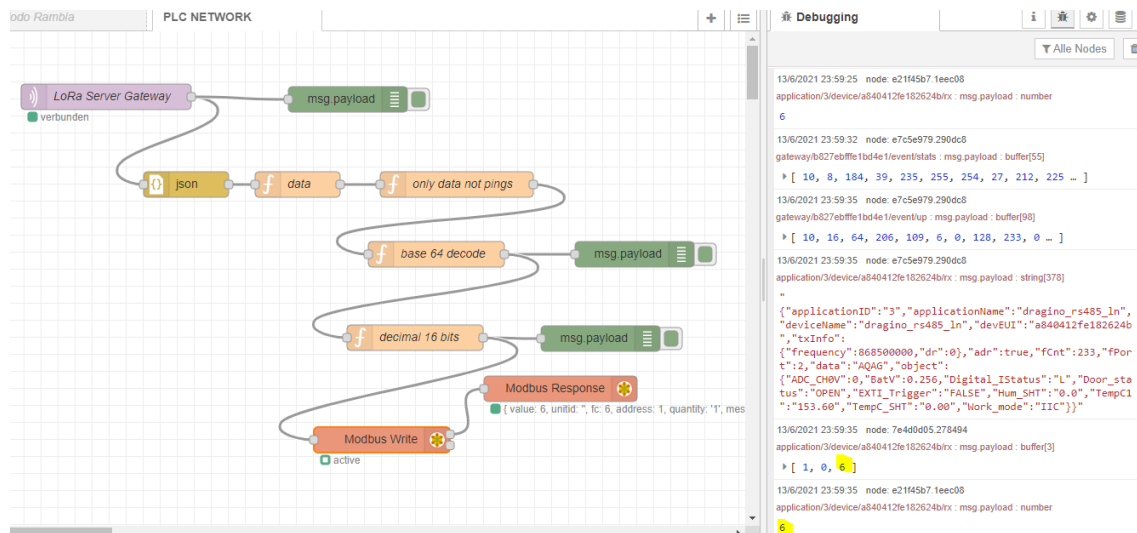 odo Rambla
PLC NETWORK
Debugging
Alle Nodes
LoRa Server Gateway
verbunden
msg.payload
json
data
only data not pings
base 64 decode
msg.payload
decimal 16 bits
msg.payload
Modbus Response
{ value: 6, unitid: '', fc: 6, address: 1, quantity: '1', mes
Modbus Write
active
13/6/2021 23:59:25 node: e21f45b7.1eec08
application/3/device/a840412fe182624b/rx : msg.payload : number
6
13/6/2021 23:59:32 node: e7c5e979.290dc8
gateway/b827ebfffe1bd4e1/event/stats : msg.payload : buffer[55]
[ 10, 8, 184, 39, 235, 255, 254, 27, 212, 225 … ]
13/6/2021 23:59:35 node: e7c5e979.290dc8
gateway/b827ebfffe1bd4e1/event/up : msg.payload : buffer[98]
[ 10, 16, 64, 206, 109, 6, 0, 128, 233, 0 … ]
13/6/2021 23:59:35 node: e7c5e979.290dc8
application/3/device/a840412fe182624b/rx : msg.payload : string[378]
"
{"applicationID":"3","applicationName":"dragino_rs485_ln",
"deviceName":"dragino_rs485_ln","devEUI":"a840412fe182624b
","txInfo":
{"frequency":868500000,"dr":0},"adr":true,"fCnt":233,"fPor
t":2,"data":"AQAG","object":
{"ADC_CH0V":0,"BatV":0.256,"Digital_IStatus":"L","Door_sta
tus":"OPEN","EXTI_Trigger":"FALSE","Hum_SHT":"0.0","TempC1
":"153.60","TempC_SHT":"0.00","Work_mode":"IIC"}}"
13/6/2021 23:59:35 node: 7e4d0d05.278494
application/3/device/a840412fe182624b/rx : msg.payload : buffer[3]
[ 1, 0, 6 ]
13/6/2021 23:59:35 node: e21f45b7.1eec08
application/3/device/a840412fe182624b/rx : msg.payload : number
6